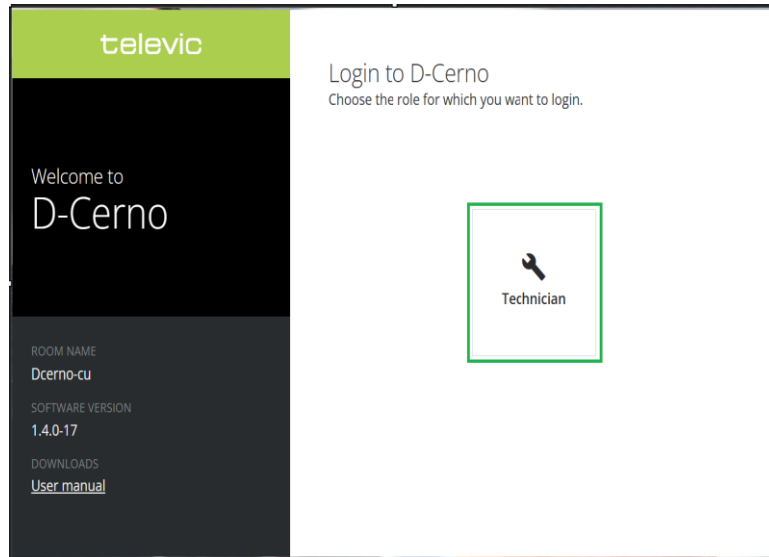 televic
Welcome to
D-Cerno
ROOM NAME
Dcerno-cu
SOFTWARE VERSION
1.4.0-17
DOWNLOADS
User manual
Login to D-Cerno
Choose the role for which you want to login.
Technician